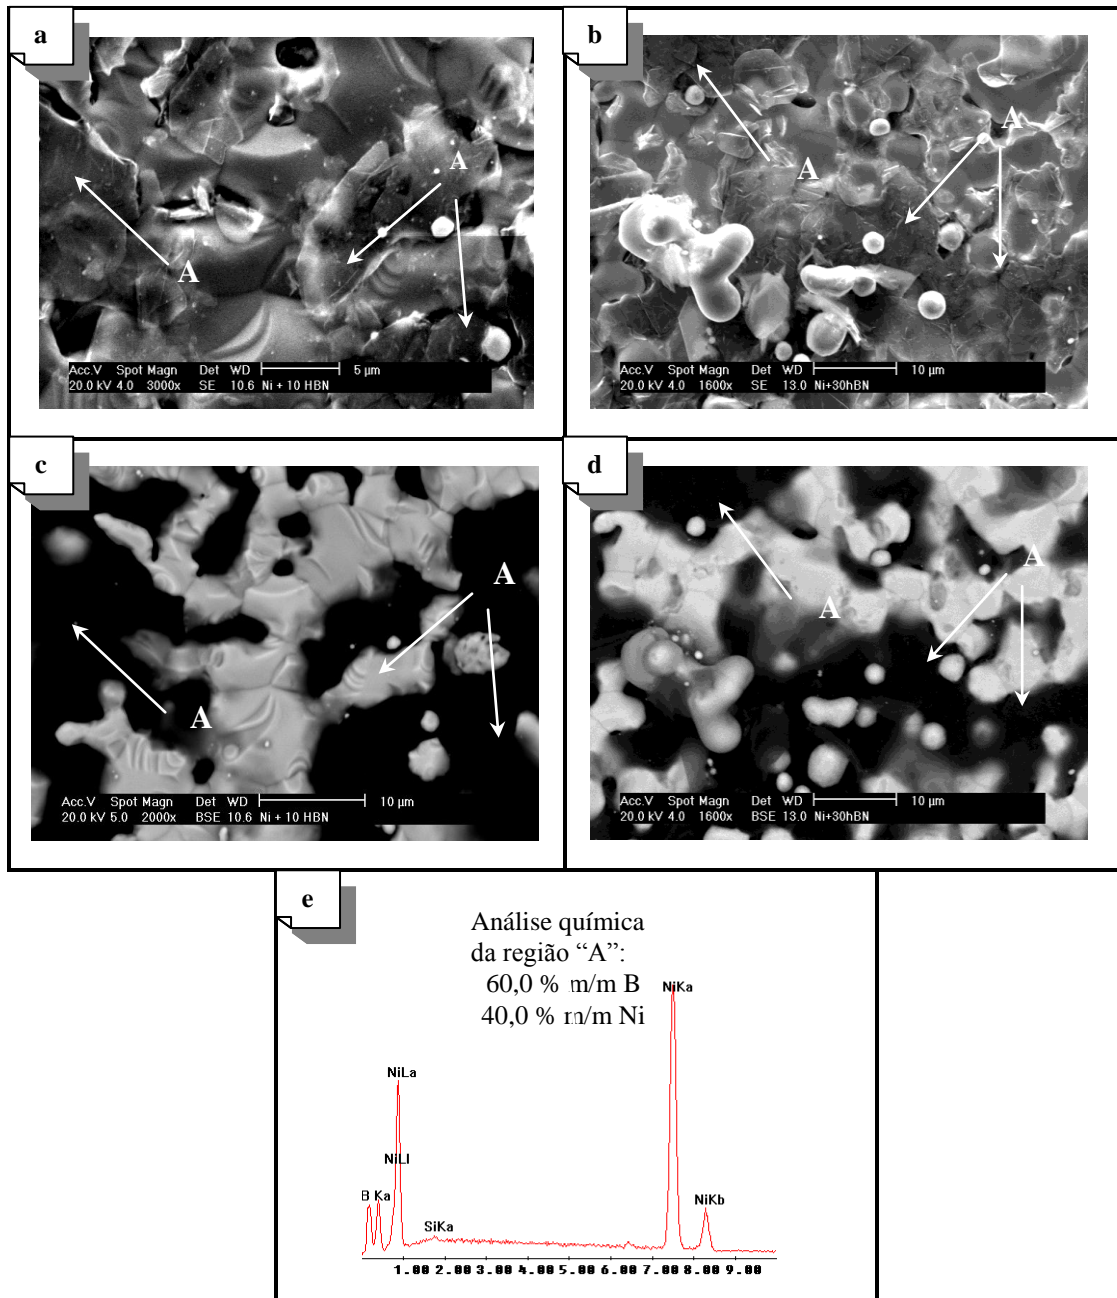 a
A
A
Acc.V Spot Magn Det WD 5 µm
20.0 kV 4.0 3000x SE 10.6 Ni + 10 HBN
b
A
A
Acc.V Spot Magn Det WD 10 µm
20.0 kV 4.0 1600x SE 13.0 Ni+30hBN
c
A
A
Acc.V Spot Magn Det WD 10 µm
20.0 kV 5.0 2000x BSE 10.6 Ni + 10 HBN
d
A
A
Acc.V Spot Magn Det WD 10 µm
20.0 kV 4.0 1600x BSE 13.0 Ni+30hBN
e
Análise química
da região “A”:
60,0 % m/m B
40,0 % m/m Ni
NiKa
NiLa
NiLl
B Ka
SiKa
NiKb
1.00 2.00 3.00 4.00 5.00 6.00 7.00 8.00 9.00